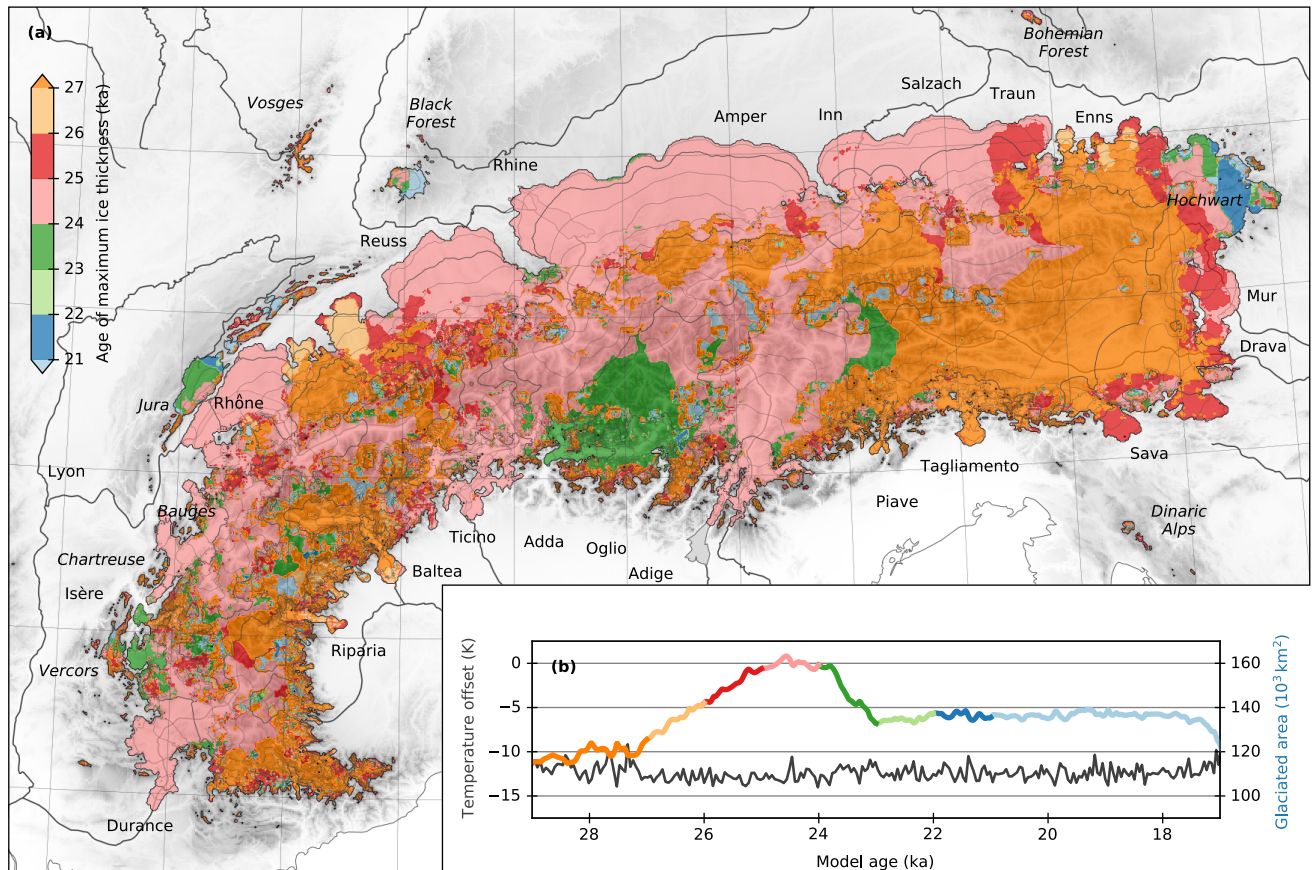 (a)
27
26
25
24
23
22
21
Age of maximum ice thickness (ka)
Bohemian
Forest
Vosges
Black
Forest
Salzach
Traun
Amper
Inn
Enns
Rhine
Hochwart
Reuss
Mur
Drava
Jura
Rhône
Sava
Lyon
Tagliamento
Piave
Bauges
Dinaric
Alps
Ticino
Adda
Oglio
Chartreuse
Baltea
Adige
Isère
Riparia
Vercors
Durance
(b)
Temperature offset (K)
0
−5
−10
−15
160
140
120
100
Glaciated area (10³ km²)
28
26
24
22
20
18
Model age (ka)